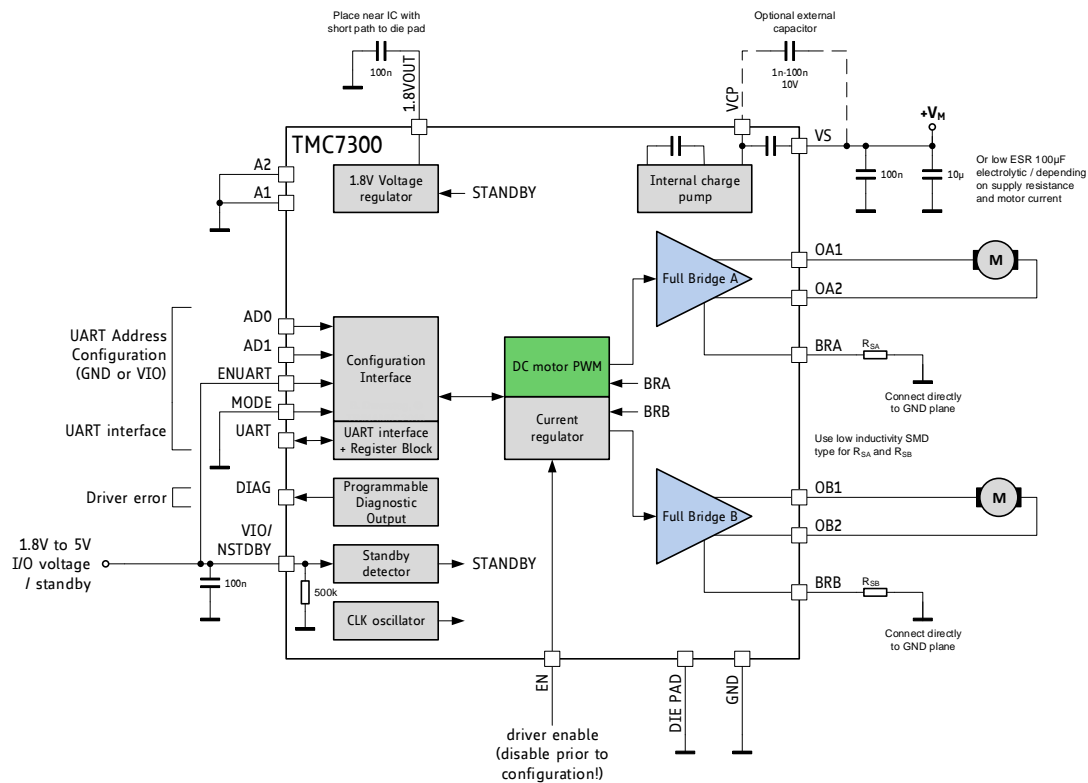 Place near IC with
short path to die pad
100n
1.8VOUT
Optional external
capacitor
1n-100n
10V
VCP
+VM
VS
100n
10µ
Or low ESR 100µF
electrolytic / depending
on supply resistance
and motor current
TMC7300
A2
A1
1.8V Voltage
regulator
STANDBY
Internal charge
pump
Full Bridge A
OA1
OA2
M
BRA
RSA
Connect directly
to GND plane
UART Address
Configuration
(GND or VIO)
UART interface
AD0
AD1
ENUART
MODE
UART
Configuration
Interface
UART interface
+ Register Block
DC motor PWM
BRA
Current
regulator
BRB
Use low inductivity SMD
type for RSA and RSB
Driver error
DIAG
Programmable
Diagnostic
Output
Full Bridge B
OB1
OB2
M
BRB
RSB
Connect directly
to GND plane
1.8V to 5V
I/O voltage
/ standby
VIO/
NSTDBY
100n
500k
Standby
detector
STANDBY
CLK oscillator
EN
DIE PAD
GND
driver enable
(disable prior to
configuration!)